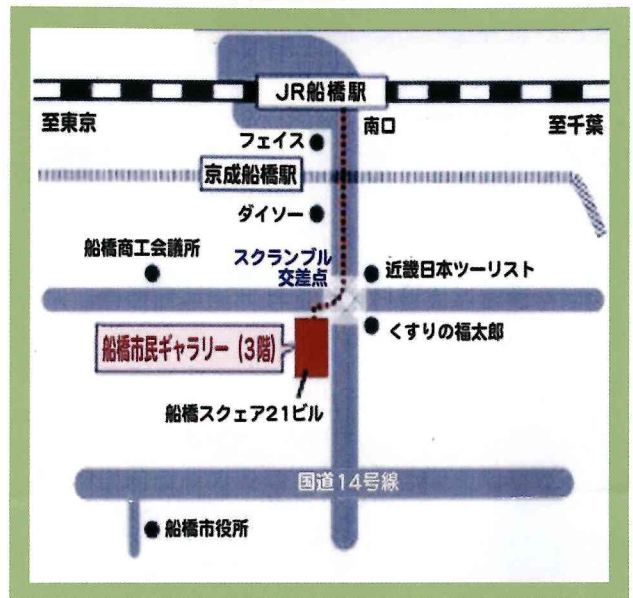 JR船橋駅
至東京
南口
至千葉
フェイス
京成船橋駅
ダイソー
船橋商工会議所
スクランブル
交差点
近畿日本ツーリスト
くすりの福太郎
船橋市民ギャラリー（3階）
船橋スクェア21ビル
国道14号線
船橋市役所